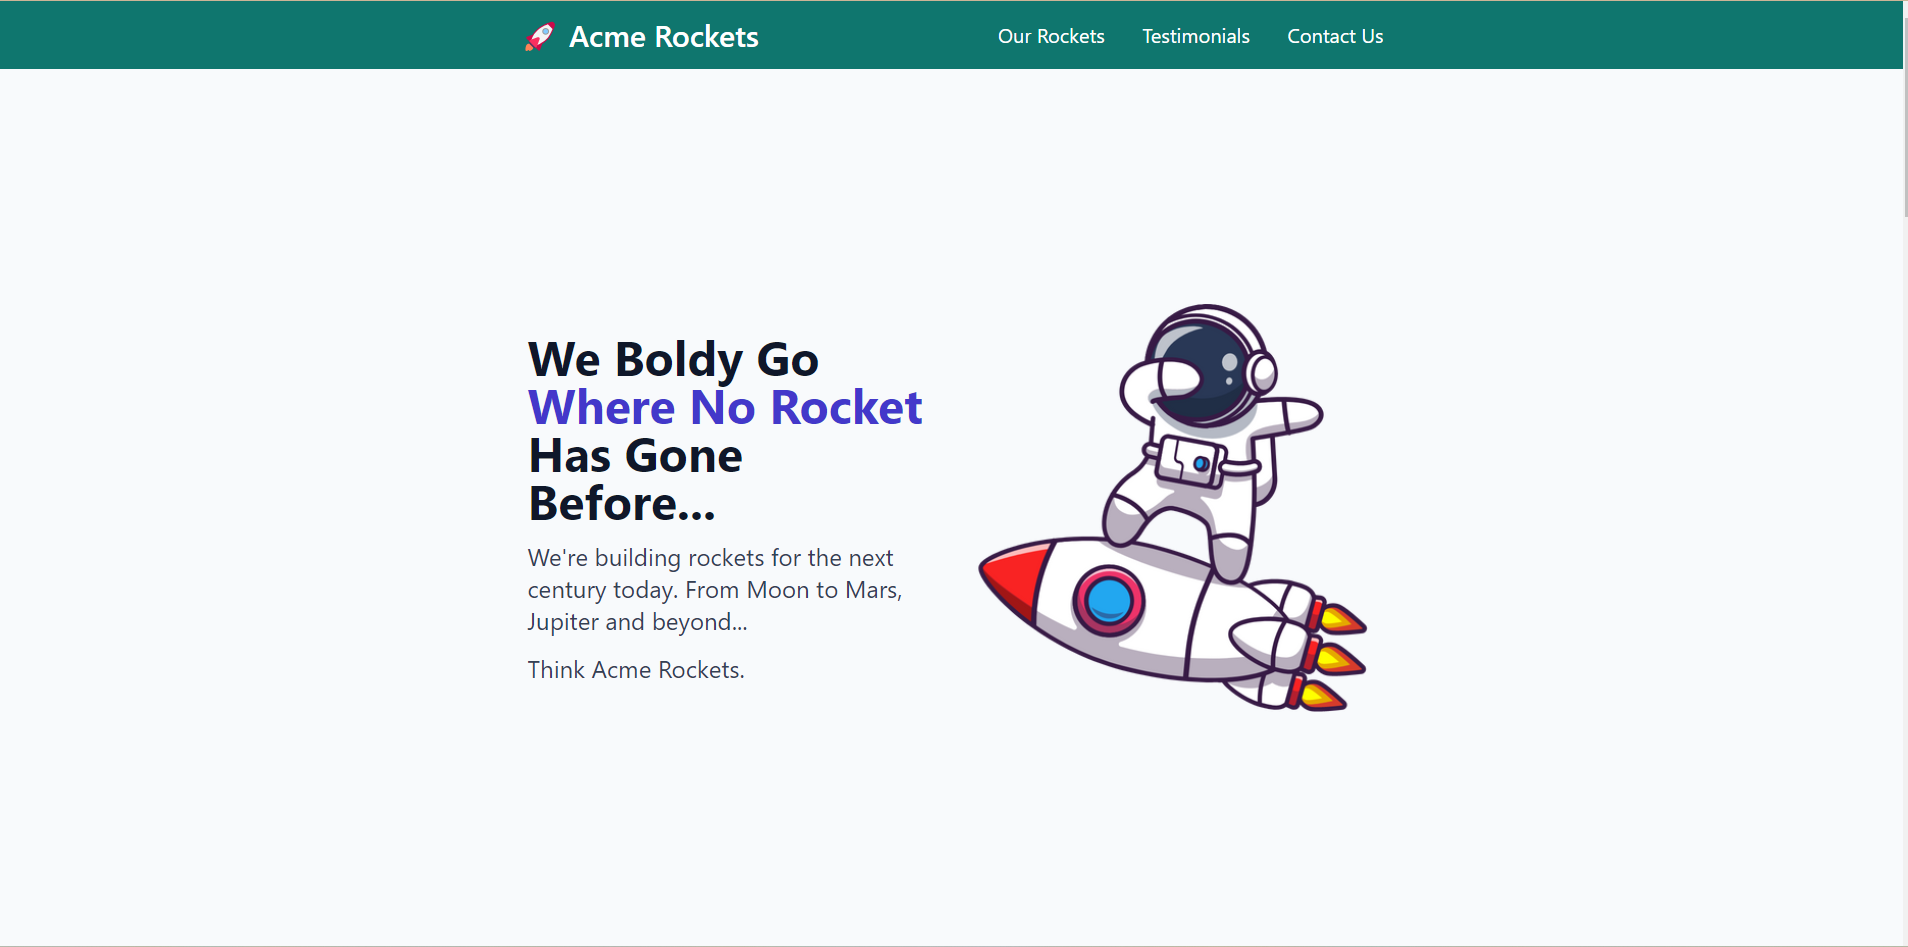 Acme Rockets
Our Rockets
Testimonials
Contact Us
We Boldy Go
Where No Rocket
Has Gone
Before...
We're building rockets for the next
century today. From Moon to Mars,
Jupiter and beyond...
Think Acme Rockets.